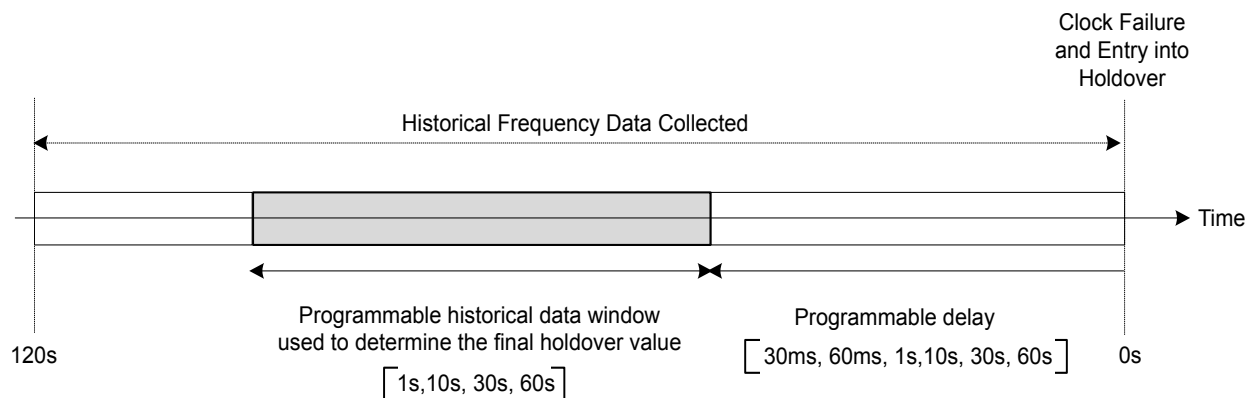 Clock Failure
and Entry into
Holdover
Historical Frequency Data Collected
Time
Programmable historical data window
used to determine the final holdover value
[1s,10s, 30s, 60s]
Programmable delay
[30ms, 60ms, 1s,10s, 30s, 60s]
120s
0s